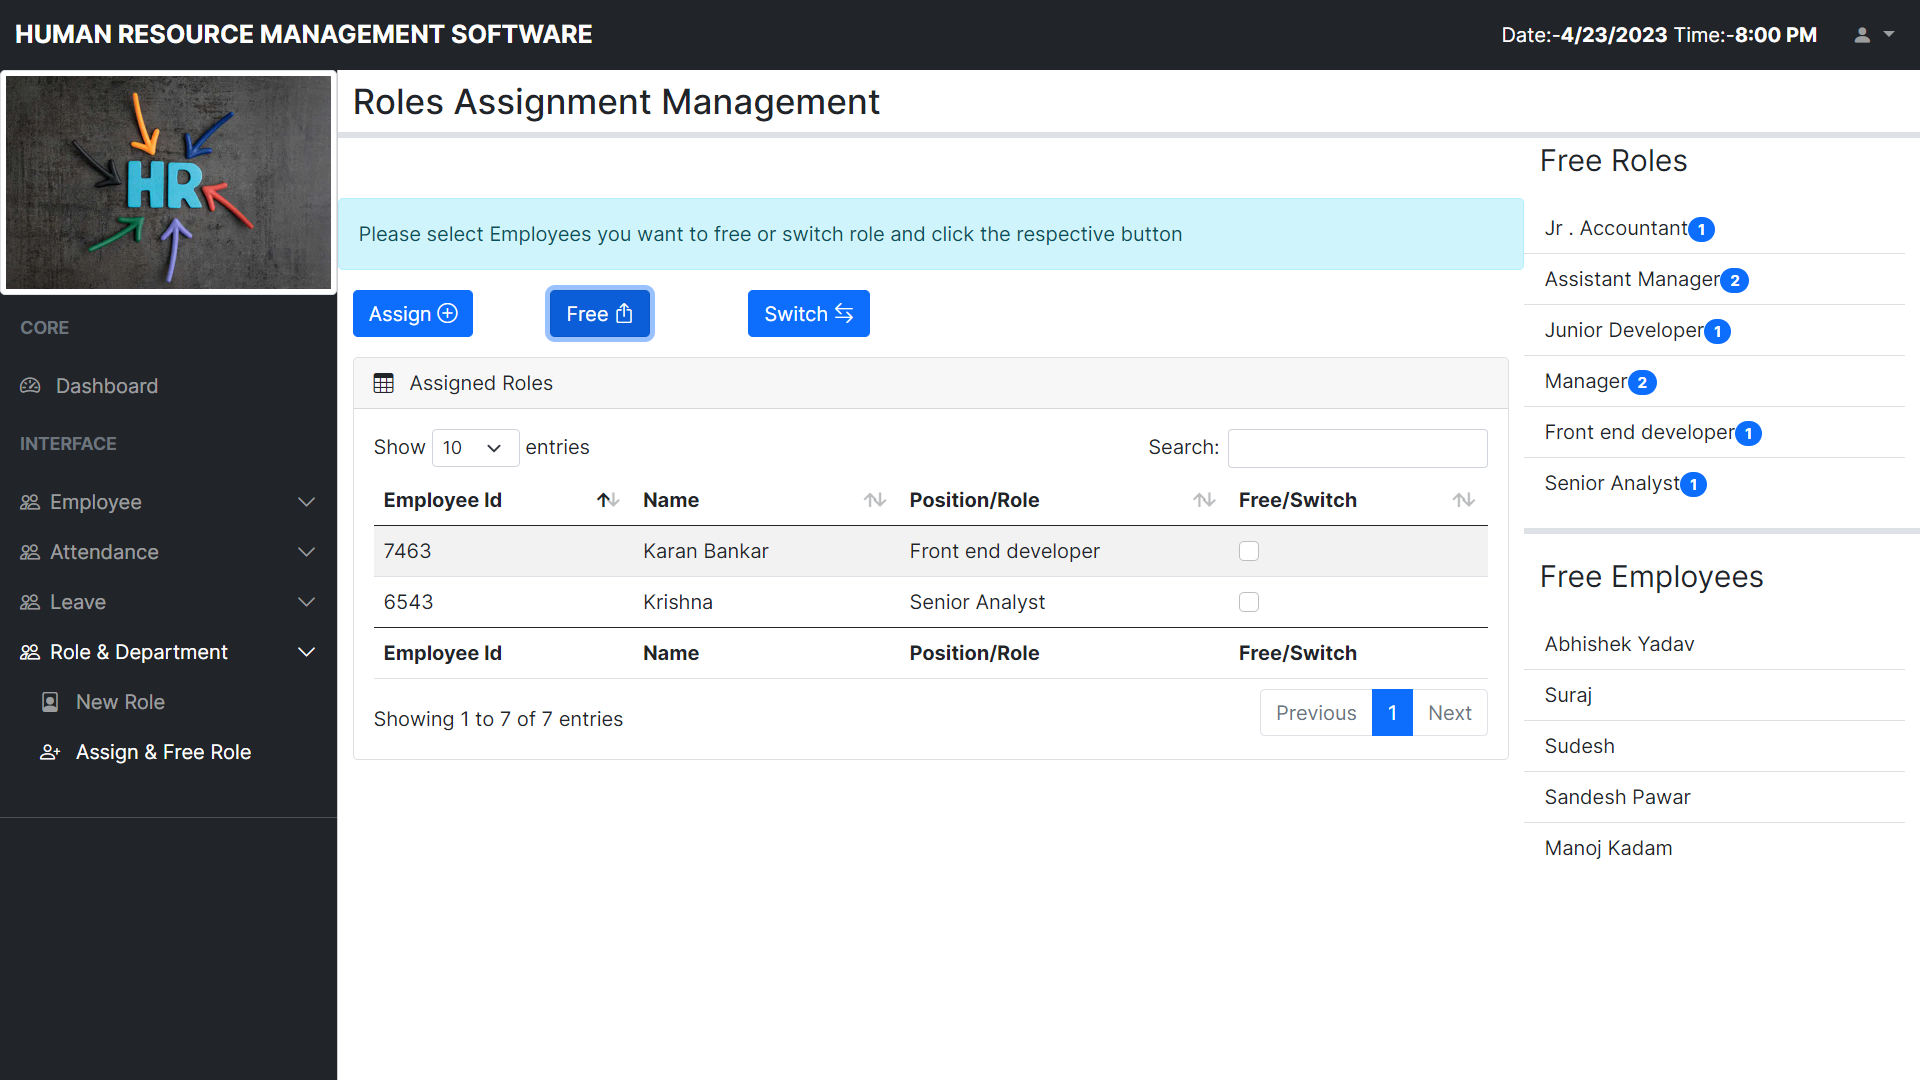 HUMAN RESOURCE MANAGEMENT SOFTWARE
Date:-4/23/2023 Time:-8:00 PM
HR
CORE
Dashboard
INTERFACE
Employee
Attendance
Leave
Role & Department
New Role
Assign & Free Role
Roles Assignment Management
Please select Employees you want to free or switch role and click the respective button
Assign
Free
Switch
Assigned Roles
Show 10 entries
Search:
Employee Id Name Position/Role Free/Switch
7463 Karan Bankar Front end developer
6543 Krishna Senior Analyst
Employee Id Name Position/Role Free/Switch
Showing 1 to 7 of 7 entries
Previous 1 Next
Free Roles
Jr . Accountant 1
Assistant Manager 2
Junior Developer 1
Manager 2
Front end developer 1
Senior Analyst 1
Free Employees
Abhishek Yadav
Suraj
Sudesh
Sandesh Pawar
Manoj Kadam